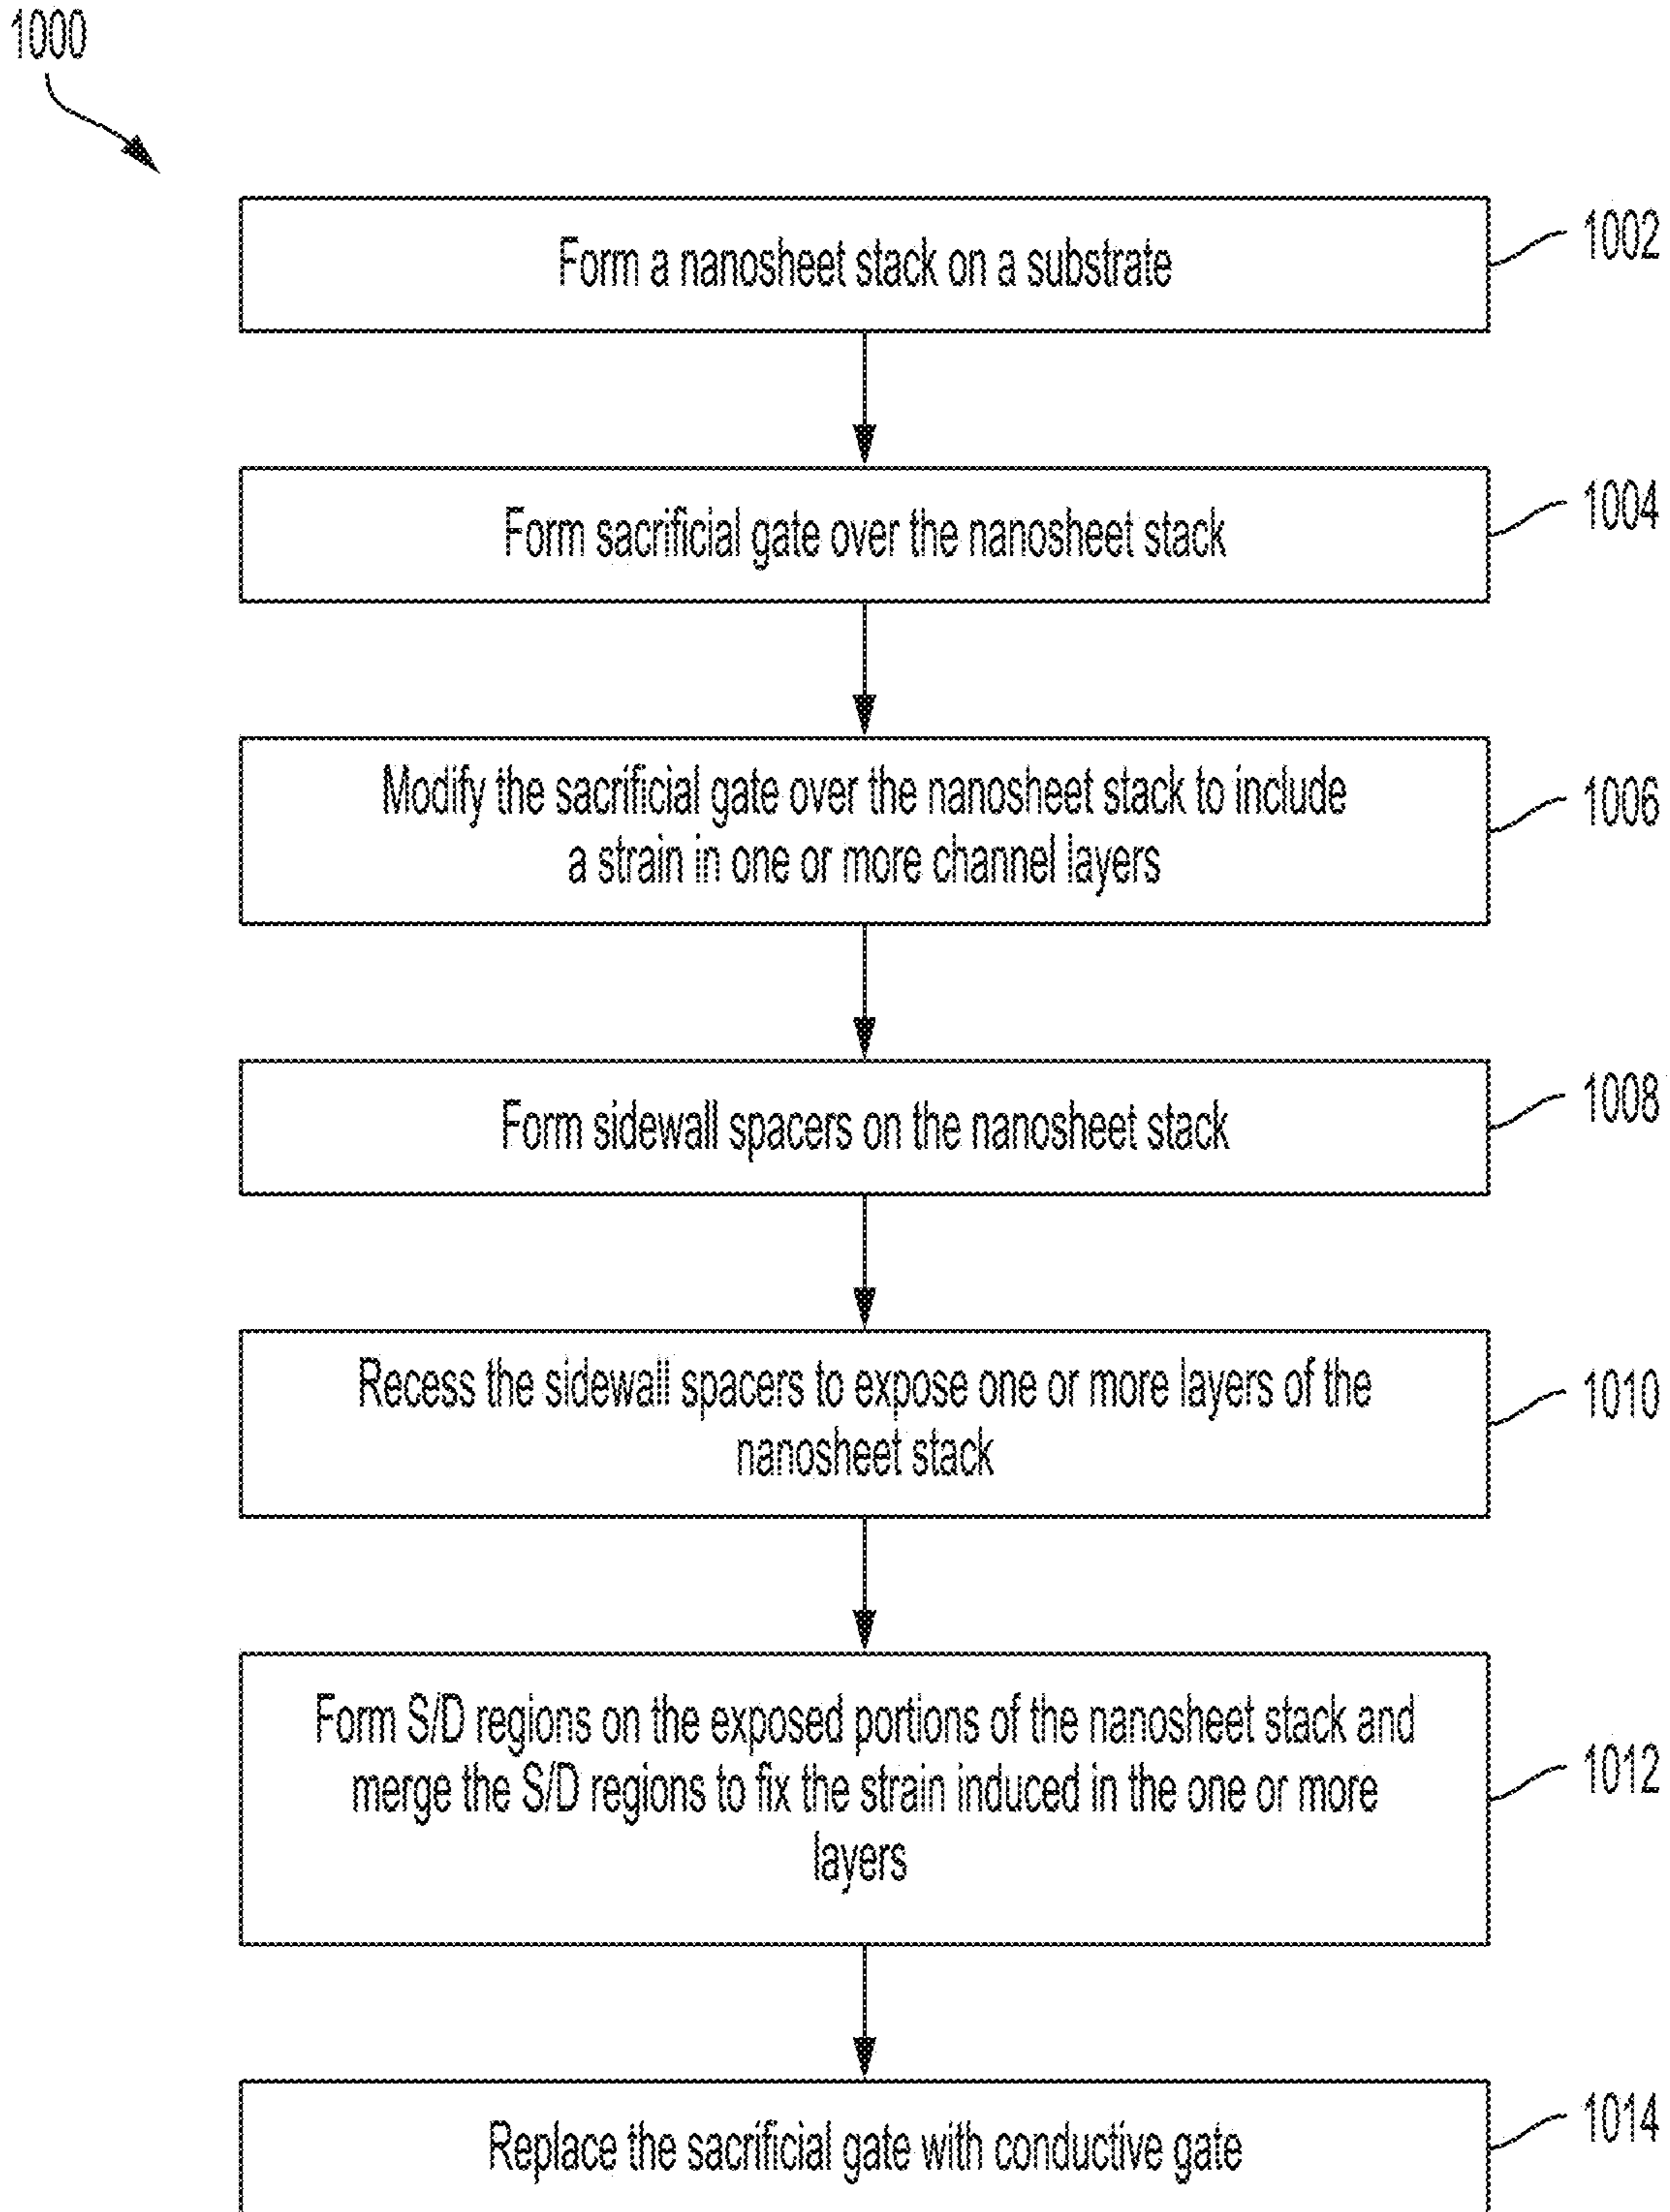 1000
Form a nanosheet stack on a substrate
1002
Form sacrificial gate over the nanosheet stack
1004
Modify the sacrificial gate over the nanosheet stack to include
a strain in one or more channel layers
1006
Form sidewall spacers on the nanosheet stack
1008
Recess the sidewall spacers to expose one or more layers of the
nanosheet stack
1010
Form S/D regions on the exposed portions of the nanosheet stack and
merge the S/D regions to fix the strain induced in the one or more
layers
1012
Replace the sacrificial gate with conductive gate
1014